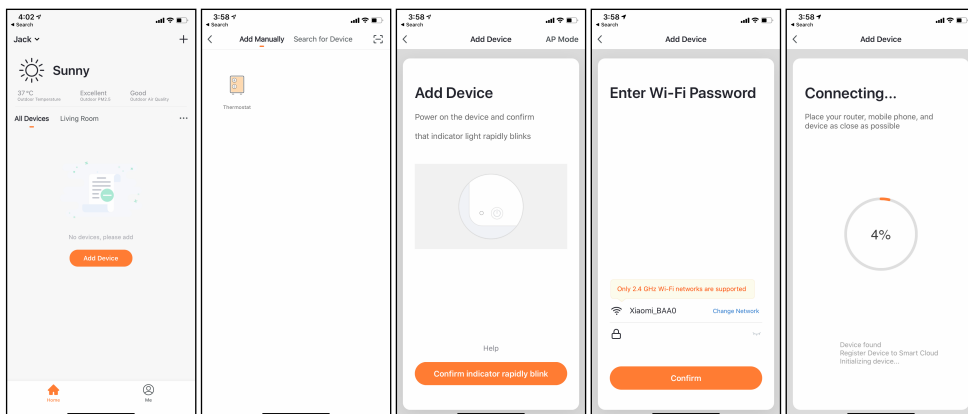 4:02
◂ Search
Jack
Sunny
37°C
Outdoor Temperature
Excellent
Outdoor PM2.5
Good
Outdoor Air Quality
All Devices
Living Room
No devices, please add
Add Device
Home
Me
3:58
◂ Search
Add Manually
Search for Device
Thermostat
3:58
◂ Search
Add Device
AP Mode
Add Device
Power on the device and confirm
that indicator light rapidly blinks
Help
Confirm indicator rapidly blink
3:58
◂ Search
Add Device
Enter Wi-Fi Password
Only 2.4 GHz Wi-Fi networks are supported
Xiaomi_BAA0
Change Network
Confirm
3:58
◂ Search
Add Device
Connecting...
Place your router, mobile phone, and
device as close as possible
4%
Device found
Register Device to Smart Cloud
Initializing device...